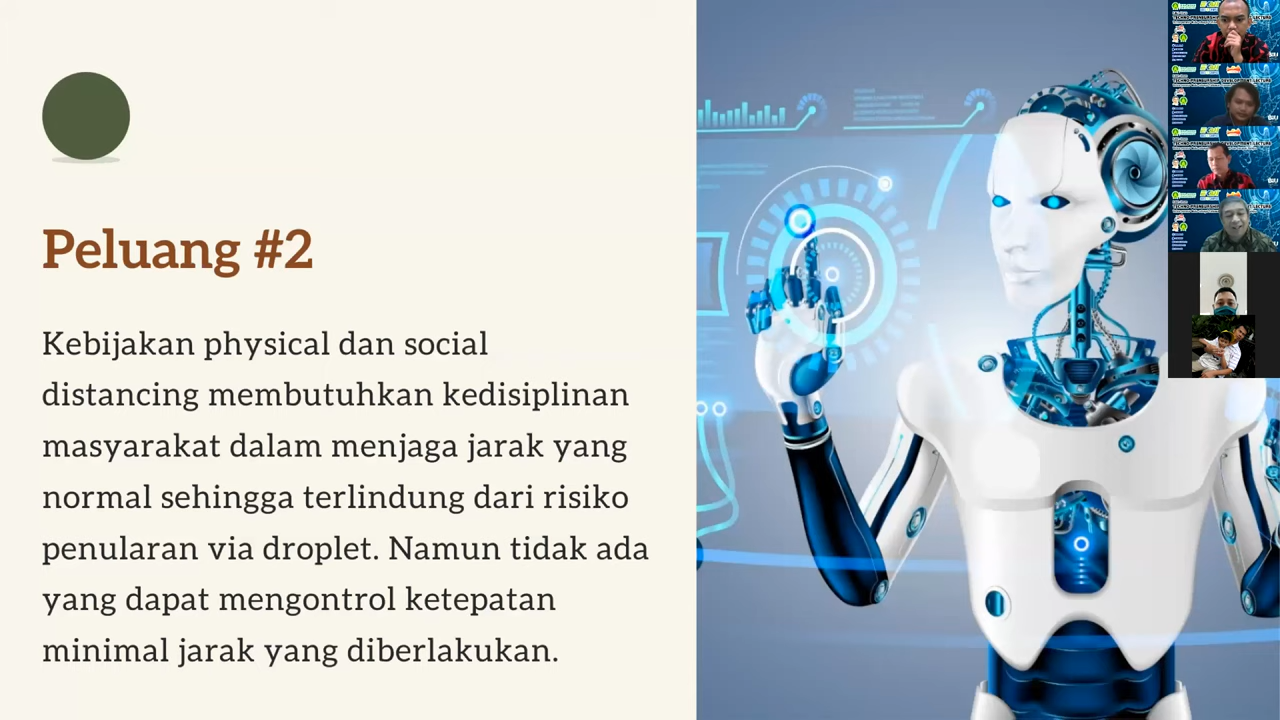 Peluang #2
Kebijakan physical dan social
distancing membutuhkan kedisiplinan
masyarakat dalam menjaga jarak yang
normal sehingga terlindung dari risiko
penularan via droplet. Namun tidak ada
yang dapat mengontrol ketepatan
minimal jarak yang diberlakukan.